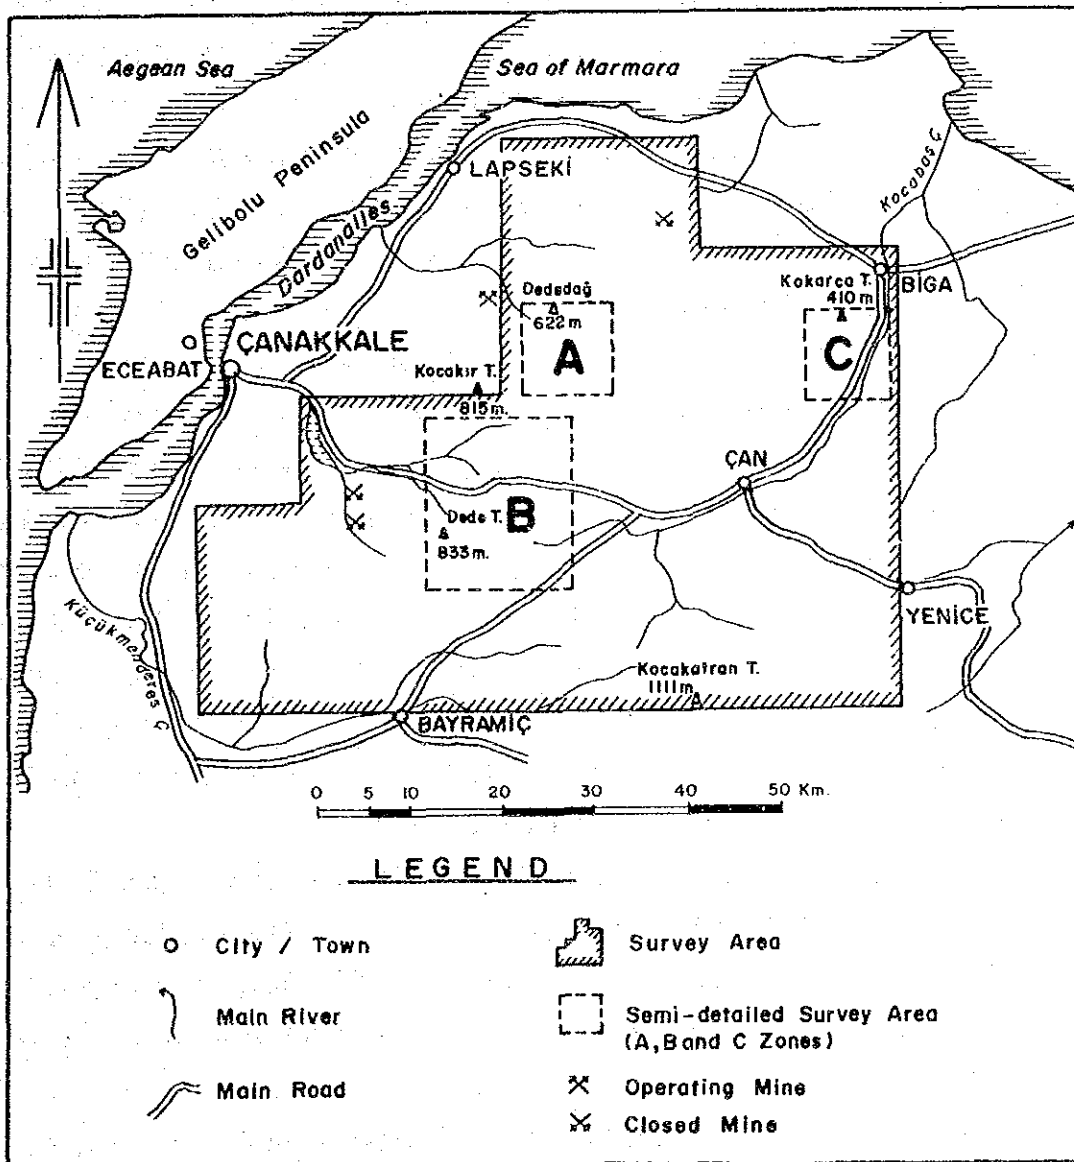 Aegean Sea
Sea of Marmara
Gelibolu Peninsula
Dardanalles
LAPSEKİ
Kocabaş Ç
Dededağ
622 m
A
Kokarca T.
410 m
BİGA
C
ÇANAKKALE
ECEABAT
Kocakır T.
815 m.
ÇAN
B
Dede T.
833 m.
YENİCE
Küçükmenderes Ç
Kocakatran T.
1111 m
BAYRAMİÇ
0 5 10 20 30 40 50 Km.
LEGEND
City / Town
Main River
Main Road
Survey Area
Semi-detailed Survey Area
(A,B and C Zones)
Operating Mine
Closed Mine